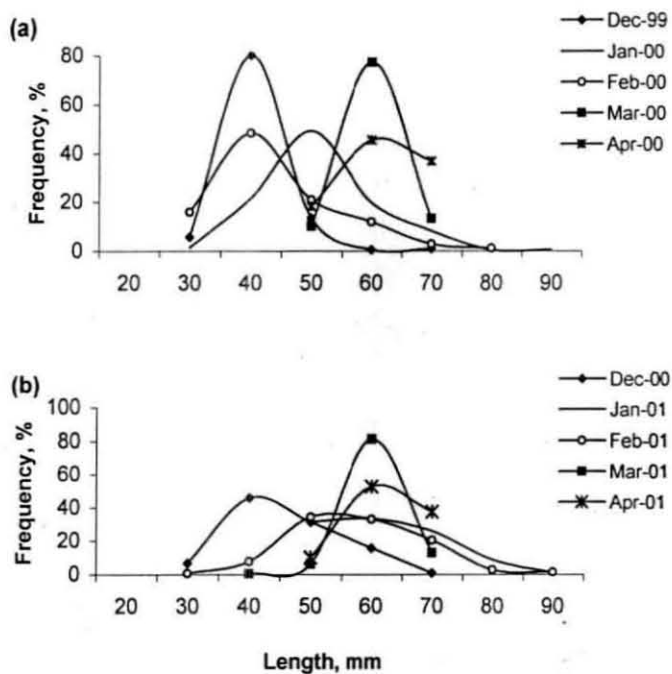 (a)
Frequency, %
80
60
40
20
0
20 30 40 50 60 70 80 90
Dec-99
Jan-00
Feb-00
Mar-00
Apr-00
(b)
Frequency, %
100
80
60
40
20
0
20 30 40 50 60 70 80 90
Length, mm
Dec-00
Jan-01
Feb-01
Mar-01
Apr-01